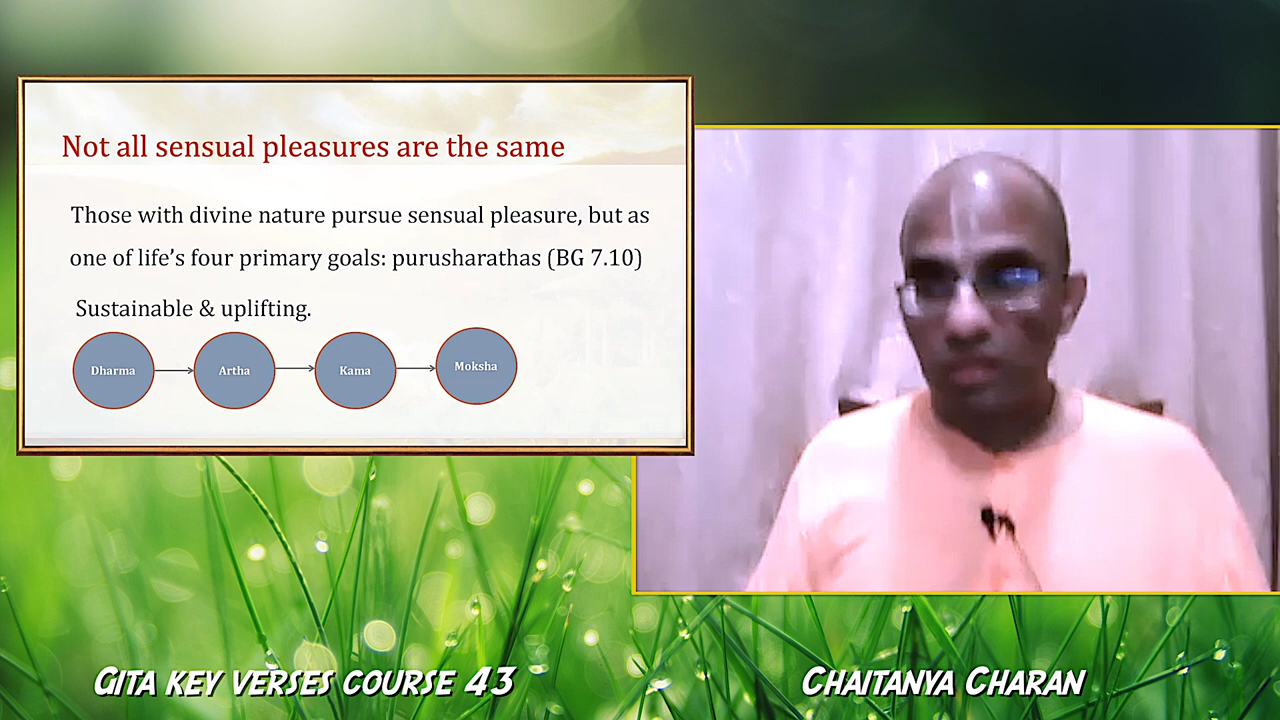 Not all sensual pleasures are the same
Those with divine nature pursue sensual pleasure, but as
one of life’s four primary goals: purusharathas (BG 7.10)
Sustainable & uplifting.
Dharma
Artha
Kama
Moksha
Gita key verses course 43
Chaitanya Charan